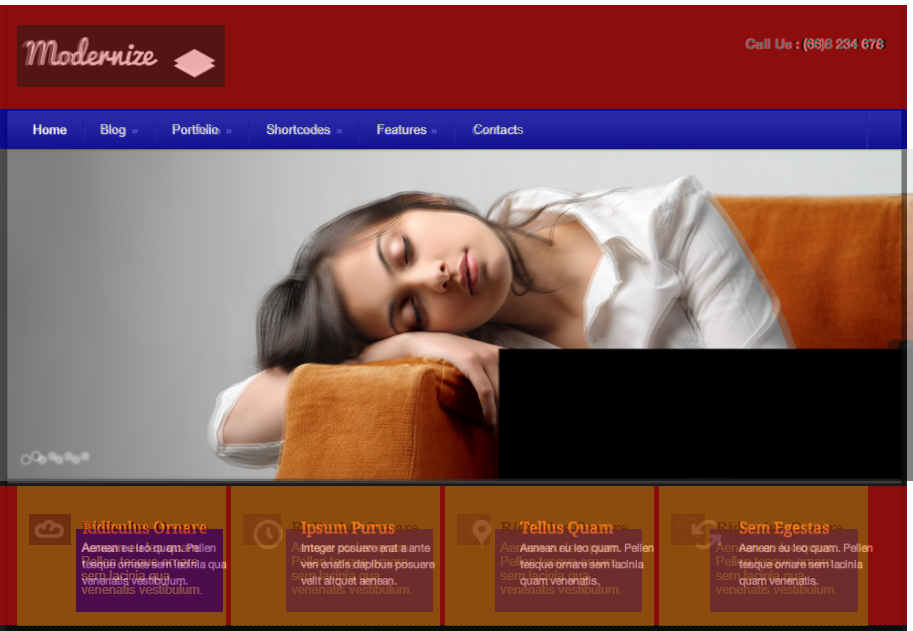 Modernize
Call Us : (66)8 234 678
Home Blog » Portfolio » Shortcodes » Features » Contacts
Ridiculus Ornare
Ipsum Purus
Tellus Quam
Sem Egestas
Aenean eu leo quam. Pellen
tesque ornare sem lacinia qua
venenatis vestibulum.
Integer posuere erat a ante
ven enatis dapibus posuere
velit aliquet aenean.
Aenean eu leo quam. Pellen
tesque ornare sem lacinia
quam venenatis.
Aenean eu leo quam. Pellen
tesque ornare sem lacinia
quam venenatis.